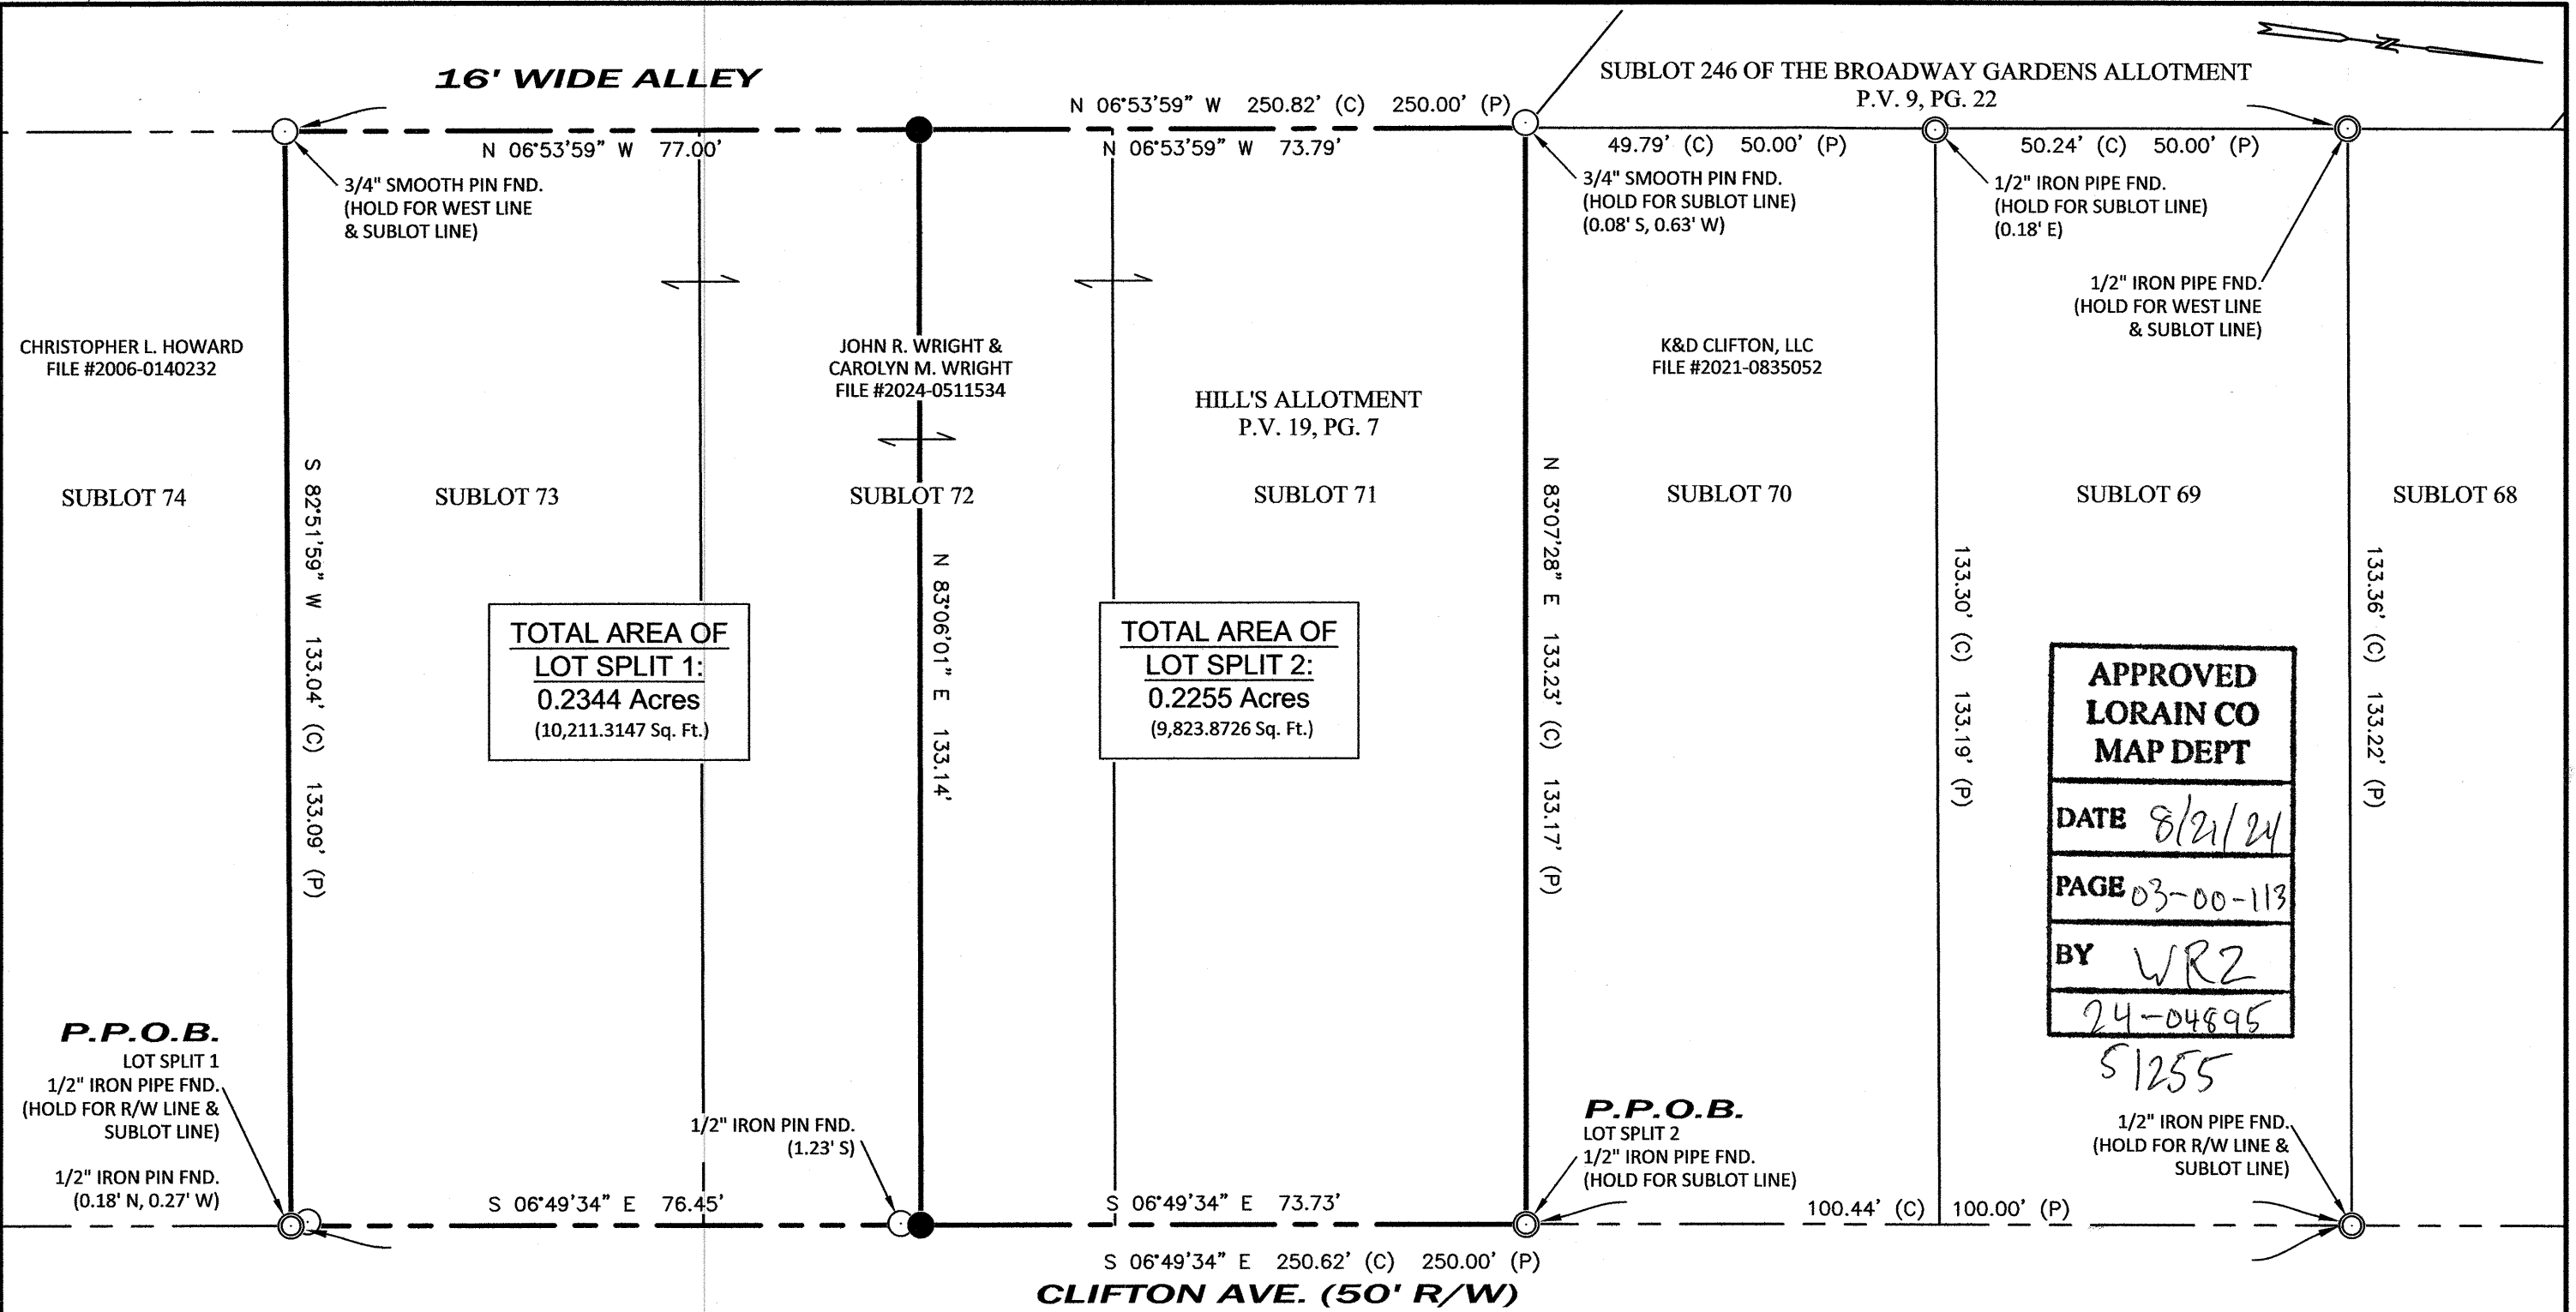 16' WIDE ALLEY
N
SUBLOT 246 OF THE BROADWAY GARDENS ALLOTMENT
P.V. 9, PG. 22
N 06°53'59" W 250.82' (C) 250.00' (P)
N 06°53'59" W 77.00'
N 06°53'59" W 73.79'
49.79' (C) 50.00' (P)
50.24' (C) 50.00' (P)
3/4" SMOOTH PIN FND.
(HOLD FOR WEST LINE
& SUBLOT LINE)
3/4" SMOOTH PIN FND.
(HOLD FOR SUBLOT LINE)
(0.08' S, 0.63' W)
1/2" IRON PIPE FND.
(HOLD FOR SUBLOT LINE)
(0.18' E)
1/2" IRON PIPE FND.
(HOLD FOR WEST LINE
& SUBLOT LINE)
CHRISTOPHER L. HOWARD
FILE #2006-0140232
JOHN R. WRIGHT &
CAROLYN M. WRIGHT
FILE #2024-0511534
HILL'S ALLOTMENT
P.V. 19, PG. 7
K&D CLIFTON, LLC
FILE #2021-0835052
SUBLOT 74
SUBLOT 73
SUBLOT 72
SUBLOT 71
SUBLOT 70
SUBLOT 69
SUBLOT 68
S 82°51'59" W 133.04' (C) 133.09' (P)
N 83°06'01" E 133.14'
N 83°07'28" E 133.23' (C) 133.17' (P)
133.30' (C) 133.19' (P)
133.36' (C) 133.22' (P)
TOTAL AREA OF
LOT SPLIT 1:
0.2344 Acres
(10,211.3147 Sq. Ft.)
TOTAL AREA OF
LOT SPLIT 2:
0.2255 Acres
(9,823.8726 Sq. Ft.)
APPROVED
LORAIN CO
MAP DEPT
DATE 8/21/24
PAGE 03-00-113
BY WRZ
24-04895
51255
P.P.O.B.
LOT SPLIT 1
1/2" IRON PIPE FND.
(HOLD FOR R/W LINE &
SUBLOT LINE)
1/2" IRON PIN FND.
(0.18' N, 0.27' W)
1/2" IRON PIN FND.
(1.23' S)
P.P.O.B.
LOT SPLIT 2
1/2" IRON PIPE FND.
(HOLD FOR SUBLOT LINE)
1/2" IRON PIPE FND.
(HOLD FOR R/W LINE &
SUBLOT LINE)
S 06°49'34" E 76.45'
S 06°49'34" E 73.73'
100.44' (C) 100.00' (P)
S 06°49'34" E 250.62' (C) 250.00' (P)
CLIFTON AVE. (50' R/W)